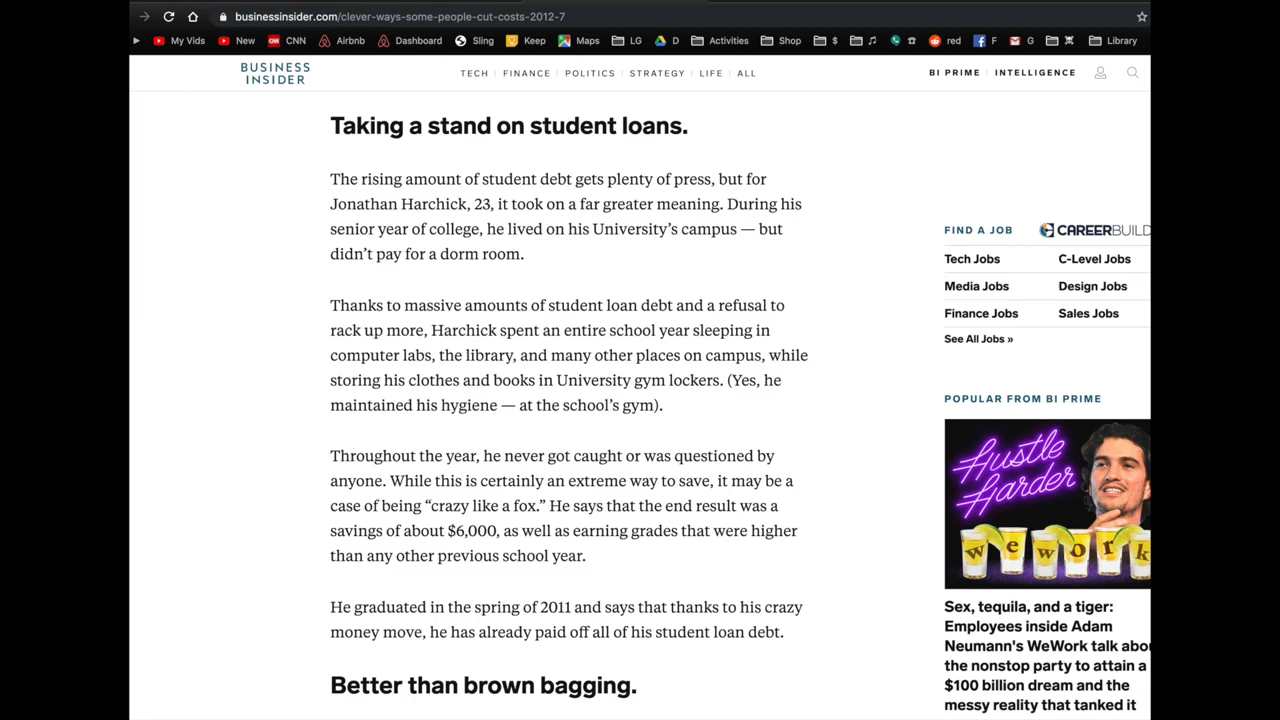 businessinsider.com/clever-ways-some-people-cut-costs-2012-7
My Vids New CNN Airbnb Dashboard Sling Keep Maps LG D Activities Shop $ red F G Library
BUSINESS
INSIDER
TECH FINANCE POLITICS STRATEGY LIFE ALL
BI PRIME INTELLIGENCE
Taking a stand on student loans.
The rising amount of student debt gets plenty of press, but for
Jonathan Harchick, 23, it took on a far greater meaning. During his
senior year of college, he lived on his University’s campus — but
didn’t pay for a dorm room.
Thanks to massive amounts of student loan debt and a refusal to
rack up more, Harchick spent an entire school year sleeping in
computer labs, the library, and many other places on campus, while
storing his clothes and books in University gym lockers. (Yes, he
maintained his hygiene — at the school’s gym).
Throughout the year, he never got caught or was questioned by
anyone. While this is certainly an extreme way to save, it may be a
case of being “crazy like a fox.” He says that the end result was a
savings of about $6,000, as well as earning grades that were higher
than any other previous school year.
He graduated in the spring of 2011 and says that thanks to his crazy
money move, he has already paid off all of his student loan debt.
Better than brown bagging.
FIND A JOB CAREERBUILD
Tech Jobs C-Level Jobs
Media Jobs Design Jobs
Finance Jobs Sales Jobs
See All Jobs »
POPULAR FROM BI PRIME
Hustle
Harder
wework
Sex, tequila, and a tiger:
Employees inside Adam
Neumann's WeWork talk abou
the nonstop party to attain a
$100 billion dream and the
messy reality that tanked it